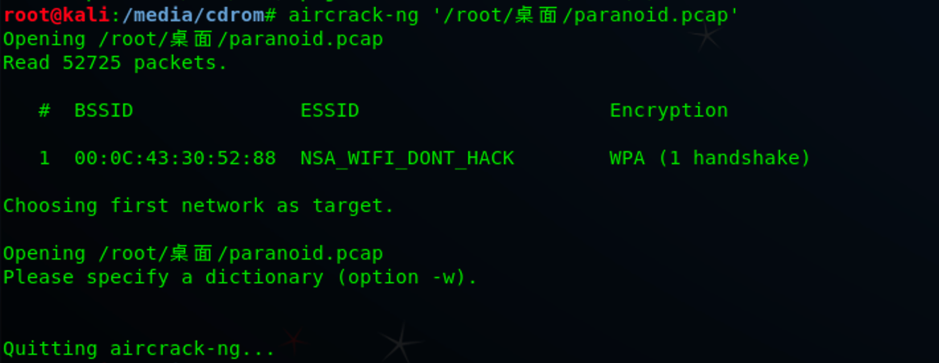 root@kali:/media/cdrom# aircrack-ng '/root/桌面/paranoid.pcap'
Opening /root/桌面/paranoid.pcap
Read 52725 packets.
# BSSID ESSID Encryption
1 00:0C:43:30:52:88 NSA_WIFI_DONT_HACK WPA (1 handshake)
Choosing first network as target.
Opening /root/桌面/paranoid.pcap
Please specify a dictionary (option -w).
Quitting aircrack-ng...